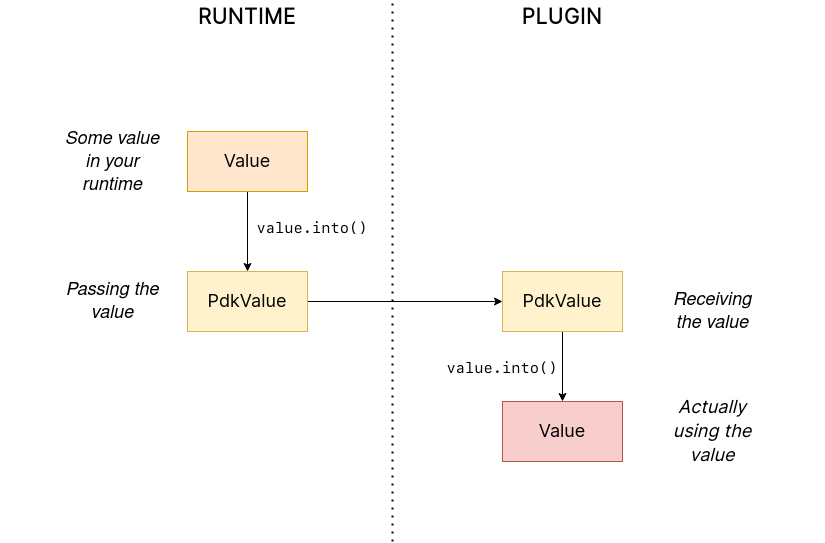 RUNTIME
PLUGIN
Some value
in your
runtime
Value
value.into()
Passing the
value
PdkValue
PdkValue
Receiving
the value
value.into()
Value
Actually
using the
value